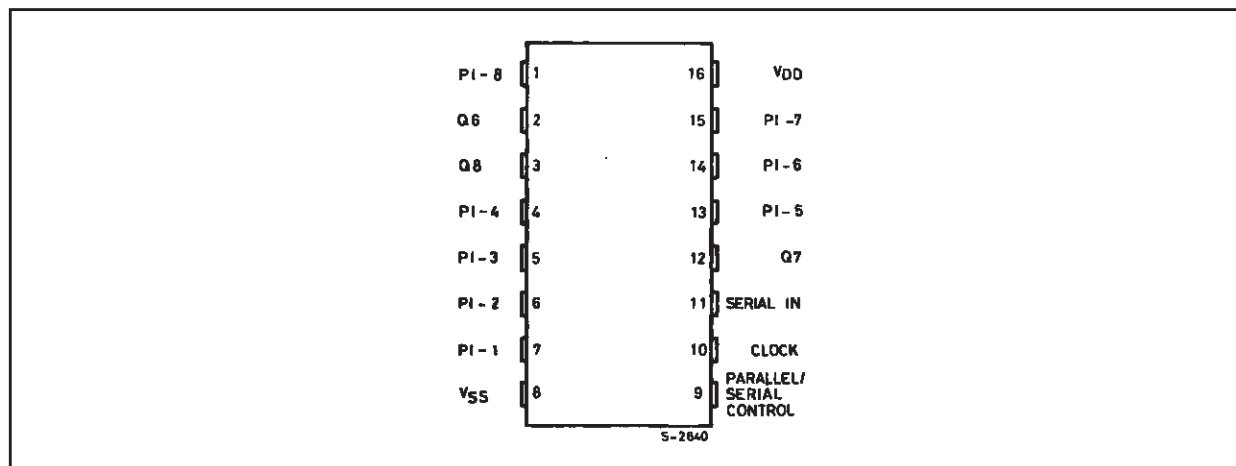 PI-8 1 16 VDD
Q6 2 15 PI-7
Q8 3 14 PI-6
PI-4 4 13 PI-5
PI-3 5 12 Q7
PI-2 6 11 SERIAL IN
PI-1 7 10 CLOCK
VSS 8 9 PARALLEL/
SERIAL
CONTROL
S-2640